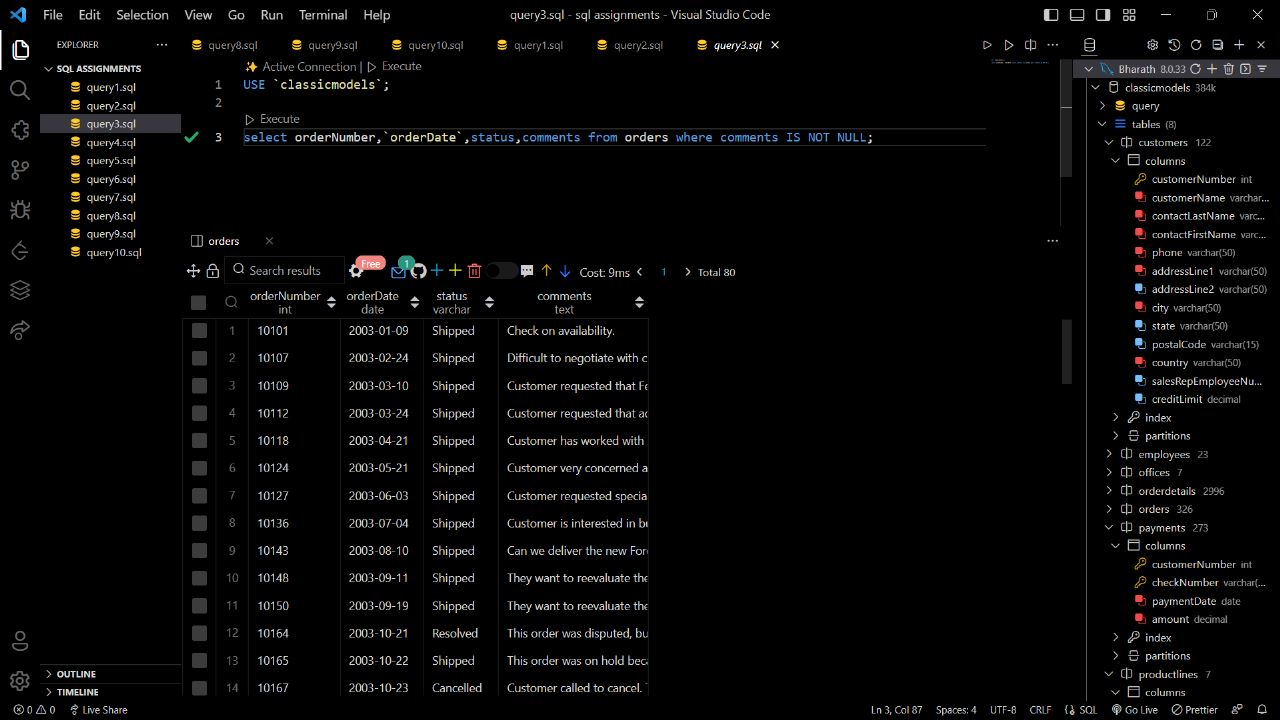 File Edit Selection View Go Run Terminal Help query3.sql - sql assignments - Visual Studio Code
EXPLORER
SQL ASSIGNMENTS
query1.sql
query2.sql
query3.sql
query4.sql
query5.sql
query6.sql
query7.sql
query8.sql
query9.sql
query10.sql
OUTLINE
TIMELINE
query8.sql query9.sql query10.sql query1.sql query2.sql query3.sql
Active Connection | Execute
1 USE `classicmodels`;
2
Execute
3 select orderNumber,`orderDate`,status,comments from orders where comments IS NOT NULL;
orders
Search results Free 1 Cost: 9ms 1 Total 80
orderNumber orderDate status comments
int date varchar text
1 10101 2003-01-09 Shipped Check on availability.
2 10107 2003-02-24 Shipped Difficult to negotiate with c
3 10109 2003-03-10 Shipped Customer requested that Fe
4 10112 2003-03-24 Shipped Customer requested that ad
5 10118 2003-04-21 Shipped Customer has worked with
6 10124 2003-05-21 Shipped Customer very concerned a
7 10127 2003-06-03 Shipped Customer requested specia
8 10136 2003-07-04 Shipped Customer is interested in bu
9 10143 2003-08-10 Shipped Can we deliver the new For
10 10148 2003-09-11 Shipped They want to reevaluate the
11 10150 2003-09-19 Shipped They want to reevaluate the
12 10164 2003-10-21 Resolved This order was disputed, bu
13 10165 2003-10-22 Shipped This order was on hold beca
14 10167 2003-10-23 Cancelled Customer called to cancel.
Bharath 8.0.33
classicmodels 384k
query
tables (8)
customers 122
columns
customerNumber int
customerName varchar...
contactLastName varc...
contactFirstName varc...
phone varchar(50)
addressLine1 varchar(50)
addressLine2 varchar(50)
city varchar(50)
state varchar(50)
postalCode varchar(15)
country varchar(50)
salesRepEmployeeNu...
creditLimit decimal
index
partitions
employees 23
offices 7
orderdetails 2996
orders 326
payments 273
columns
customerNumber int
checkNumber varchar(...
paymentDate date
amount decimal
index
partitions
productlines 7
columns
0 0 Live Share Ln 3, Col 87 Spaces: 4 UTF-8 CRLF SQL Go Live Prettier